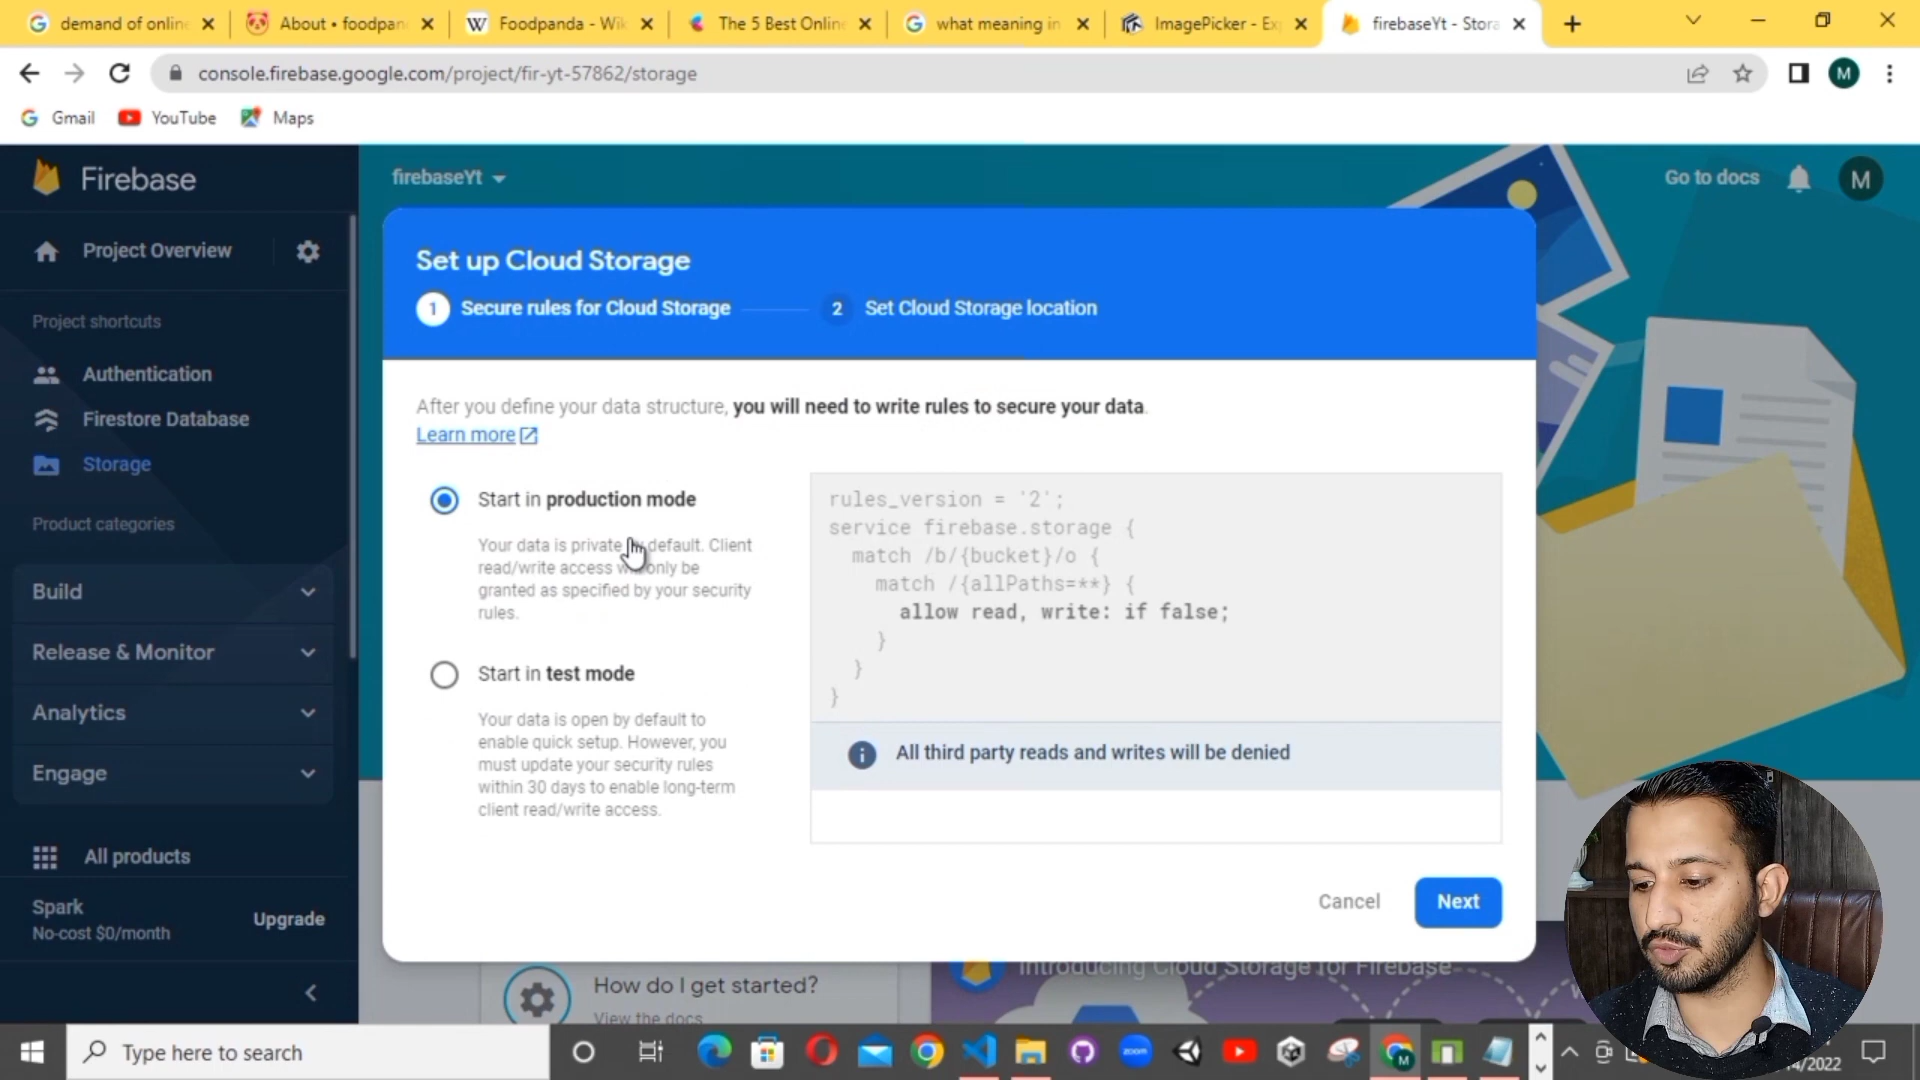 demand of onlin
About • foodpan
Foodpanda - Wik
The 5 Best Onlin
what meaning in
ImagePicker - Ex
firebaseYt - Stora
console.firebase.google.com/project/fir-yt-57862/storage
M
Gmail
YouTube
Maps
Firebase
firebaseYt
Go to docs
M
Project Overview
Project shortcuts
Authentication
Firestore Database
Storage
Product categories
Build
Release & Monitor
Analytics
Engage
All products
Spark
No-cost $0/month
Upgrade
Set up Cloud Storage
1 Secure rules for Cloud Storage
2 Set Cloud Storage location
After you define your data structure, you will need to write rules to secure your data.
Learn more
Start in production mode
Your data is private by default. Client
read/write access will only be
granted as specified by your security
rules.
Start in test mode
Your data is open by default to
enable quick setup. However, you
must update your security rules
within 30 days to enable long-term
client read/write access.
rules_version = '2';
service firebase.storage {
match /b/{bucket}/o {
match /{allPaths=**} {
allow read, write: if false;
}
}
}
All third party reads and writes will be denied
Cancel
Next
How do I get started?
View the docs
Introducing Cloud Storage for Firebase
Type here to search
zoom
M
4/2022